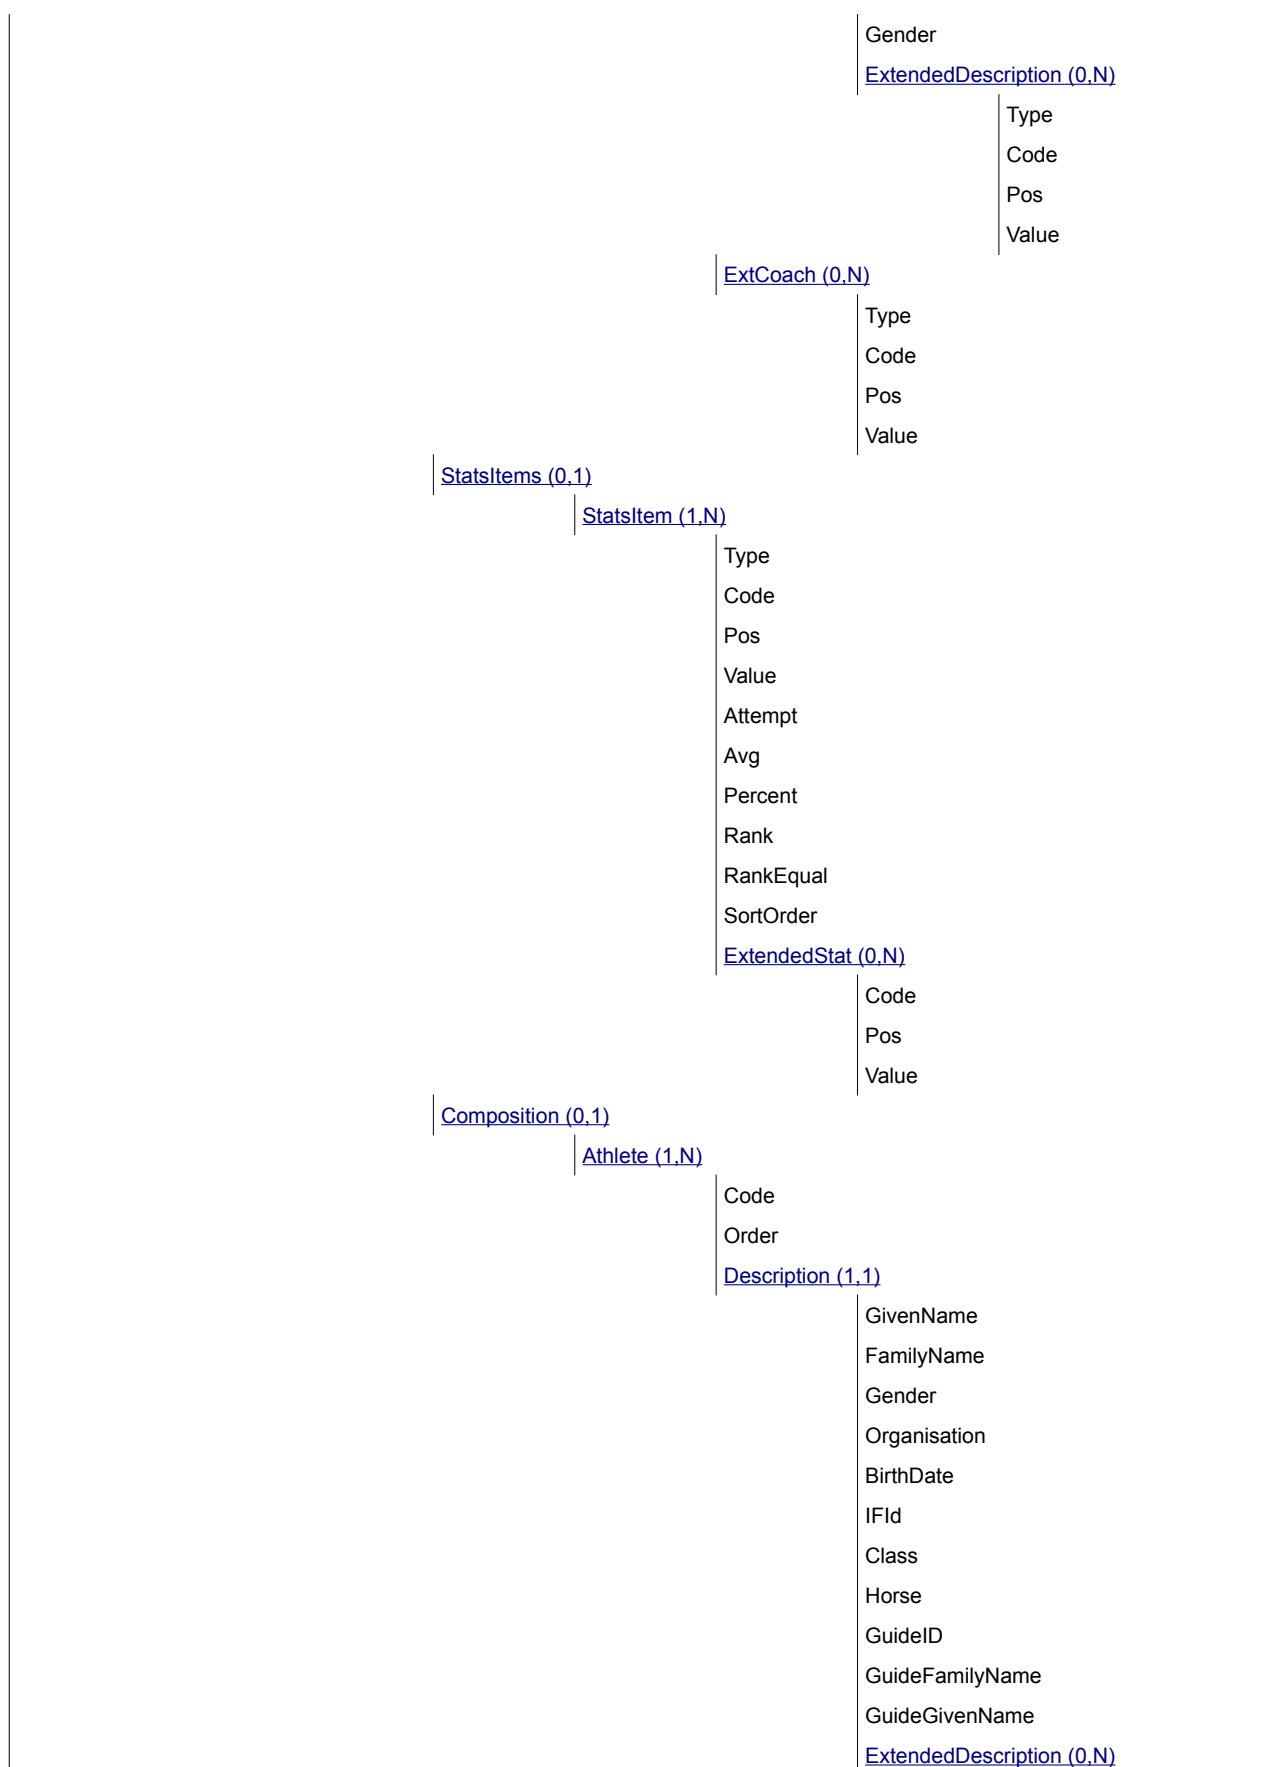 Gender
ExtendedDescription (0,N)
Type
Code
Pos
Value
ExtCoach (0,N)
Type
Code
Pos
Value
StatsItems (0,1)
StatsItem (1,N)
Type
Code
Pos
Value
Attempt
Avg
Percent
Rank
RankEqual
SortOrder
ExtendedStat (0,N)
Code
Pos
Value
Composition (0,1)
Athlete (1,N)
Code
Order
Description (1,1)
GivenName
FamilyName
Gender
Organisation
BirthDate
IFId
Class
Horse
GuideID
GuideFamilyName
GuideGivenName
ExtendedDescription (0,N)